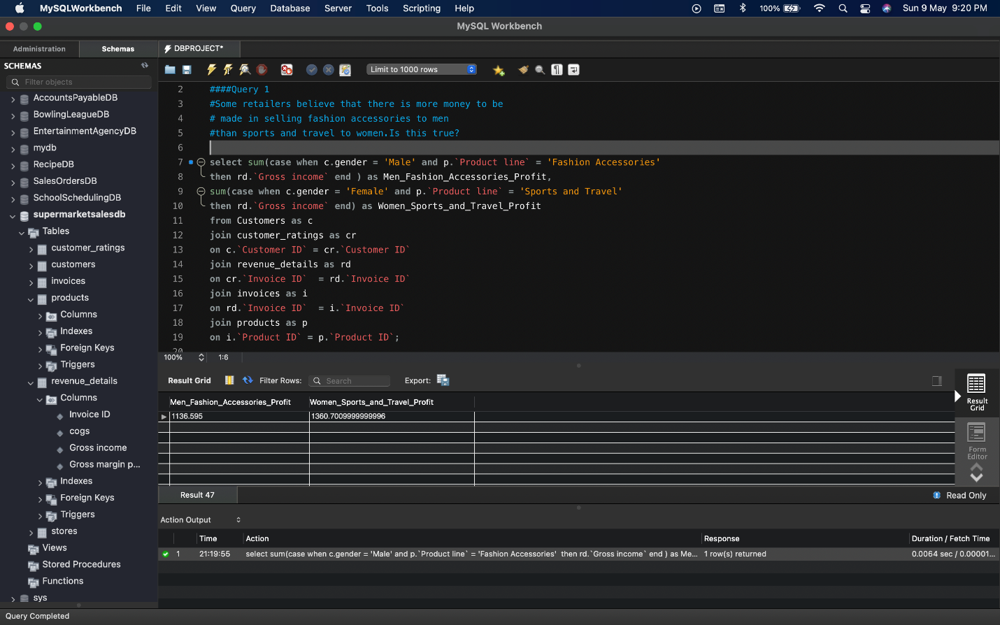 MySQLWorkbench File Edit View Query Database Server Tools Scripting Help 100% Sun 9 May 9:20 PM
MySQL Workbench
Administration Schemas DBPROJECT*
SCHEMAS
Limit to 1000 rows
Filter objects
AccountsPayableDB
BowlingLeagueDB
EntertainmentAgencyDB
mydb
RecipeDB
SalesOrdersDB
SchoolSchedulingDB
supermarketsalesdb
Tables
customer_ratings
customers
invoices
products
Columns
Indexes
Foreign Keys
Triggers
revenue_details
Columns
Invoice ID
cogs
Gross income
Gross margin p...
Indexes
Foreign Keys
Triggers
stores
Views
Stored Procedures
Functions
sys
2 ####Query 1
3 #Some retailers believe that there is more money to be
4 # made in selling fashion accessories to men
5 #than sports and travel to women.Is this true?
6
7 select sum(case when c.gender = 'Male' and p.`Product line` = 'Fashion Accessories'
8 then rd.`Gross income` end ) as Men_Fashion_Accessories_Profit,
9 sum(case when c.gender = 'Female' and p.`Product line` = 'Sports and Travel'
10 then rd.`Gross income` end) as Women_Sports_and_Travel_Profit
11 from Customers as c
12 join customer_ratings as cr
13 on c.`Customer ID` = cr.`Customer ID`
14 join revenue_details as rd
15 on cr.`Invoice ID` = rd.`Invoice ID`
16 join invoices as i
17 on rd.`Invoice ID` = i.`Invoice ID`
18 join products as p
19 on i.`Product ID` = p.`Product ID`;
20
100% 1:6
Result Grid Filter Rows: Search Export:
Men_Fashion_Accessories_Profit Women_Sports_and_Travel_Profit
1136.595 1360.7009999999996
Result
Grid
Form
Editor
Result 47 Read Only
Action Output
Time Action Response Duration / Fetch Time
1 21:19:55 select sum(case when c.gender = 'Male' and p.`Product line` = 'Fashion Accessories' then rd.`Gross income` end ) as Me... 1 row(s) returned 0.0064 sec / 0.00001...
Query Completed